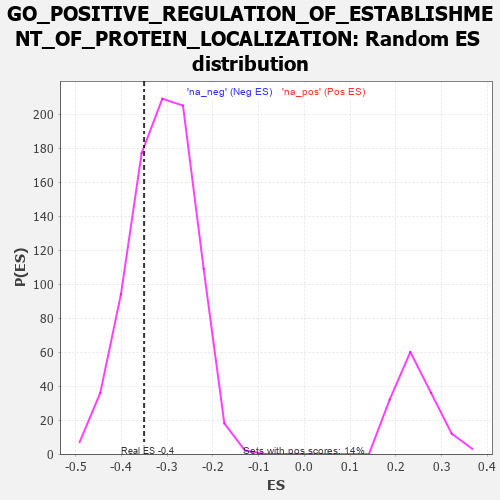 GO_POSITIVE_REGULATION_OF_ESTABLISHME
NT_OF_PROTEIN_LOCALIZATION: Random ES
distribution
'na_neg' (Neg ES) 'na_pos' (Pos ES)
200
180
160
140
120
100
80
60
40
20
0
P(ES)
Real ES -0,4
Sets with pos scores: 14%
-0.5 -0.4 -0.3 -0.2 -0.1 0.0 0.1 0.2 0.3 0.4
ES